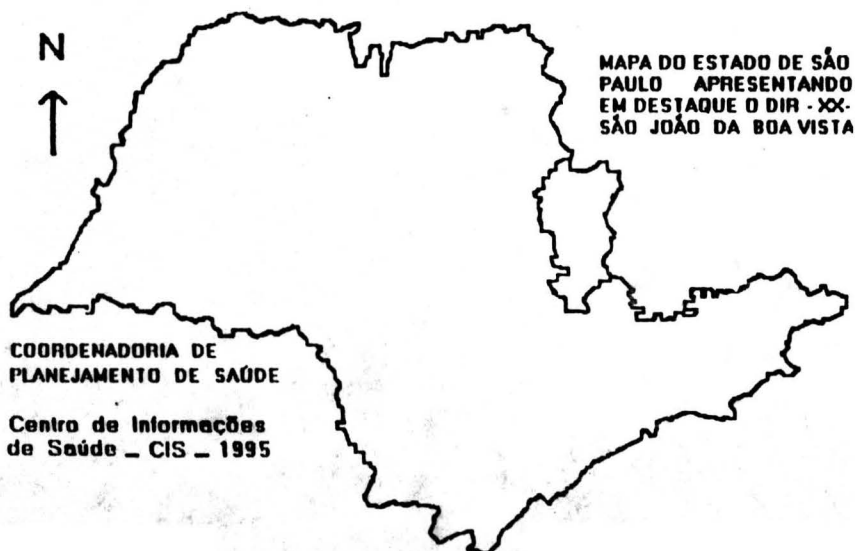 N
MAPA DO ESTADO DE SÃO
PAULO APRESENTANDO
EM DESTAQUE O DIR - XX-
SÃO JOÃO DA BOA VISTA
COORDENADORIA DE
PLANEJAMENTO DE SAÚDE
Centro de Informações
de Saúde _ CIS _ 1995